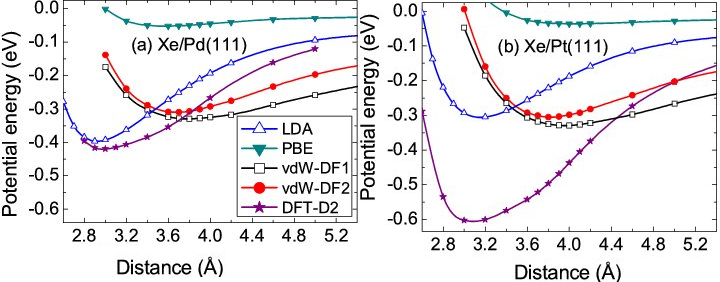 0.0
-0.1
-0.2
-0.3
-0.4
-0.5
-0.6
Potential energy (eV)
(a) Xe/Pd(111)
LDA
PBE
vdW-DF1
vdW-DF2
DFT-D2
2.8 3.2 3.6 4.0 4.4 4.8 5.2
Distance (Å)
0.0
-0.1
-0.2
-0.3
-0.4
-0.5
-0.6
Potential energy (eV)
(b) Xe/Pt(111)
2.8 3.2 3.6 4.0 4.4 4.8 5.2
Distance (Å)